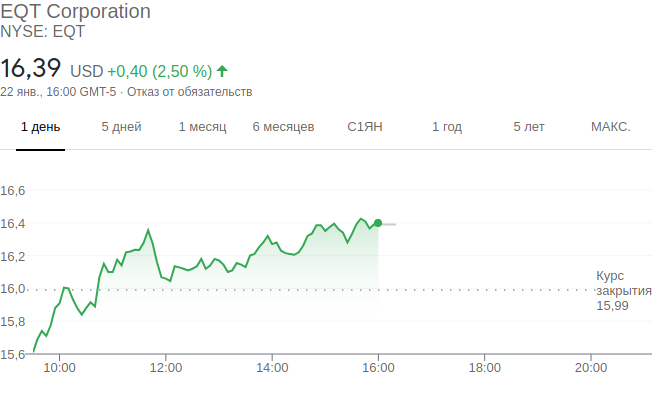 EQT Corporation
NYSE: EQT
16,39 USD +0,40 (2,50 %)
22 янв., 16:00 GMT-5 · Отказ от обязательств
1 день 5 дней 1 месяц 6 месяцев С1ЯН 1 год 5 лет МАКС.
16,6
16,4
16,2
16,0
15,8
15,6
Курс
закрытия
15,99
10:00 12:00 14:00 16:00 18:00 20:00